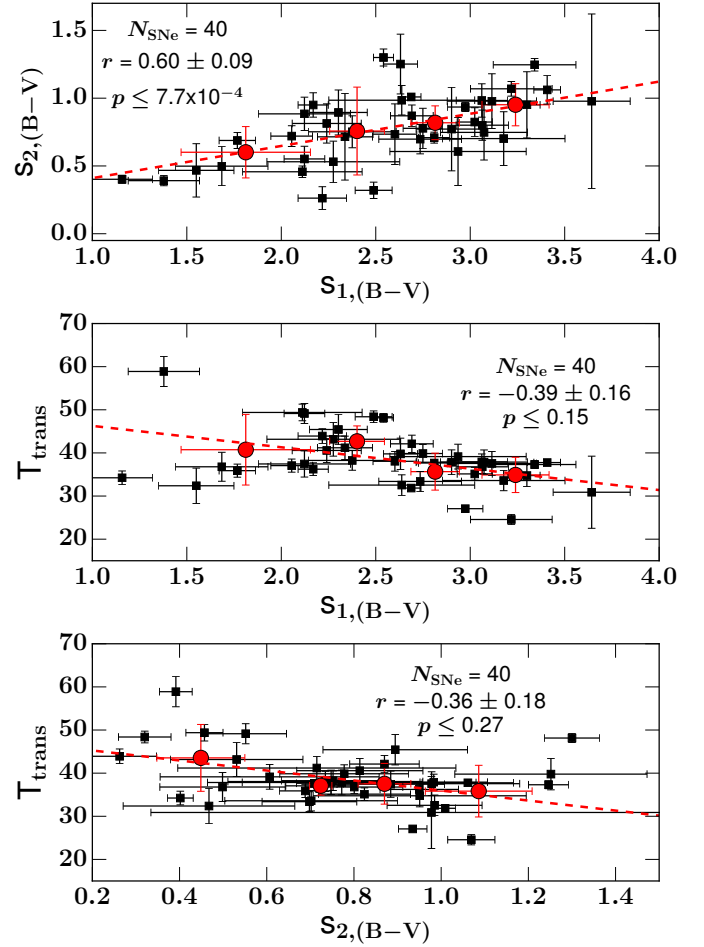 N_SNe = 40
r = 0.60 ± 0.09
p ≤ 7.7x10⁻⁴
S_2,(B−V)
1.5
1.0
0.5
0.0
1.0 1.5 2.0 2.5 3.0 3.5 4.0
S_1,(B−V)
N_SNe = 40
r = −0.39 ± 0.16
p ≤ 0.15
T_trans
70
60
50
40
30
20
1.0 1.5 2.0 2.5 3.0 3.5 4.0
S_1,(B−V)
N_SNe = 40
r = −0.36 ± 0.18
p ≤ 0.27
T_trans
70
60
50
40
30
20
0.2 0.4 0.6 0.8 1.0 1.2 1.4
S_2,(B−V)